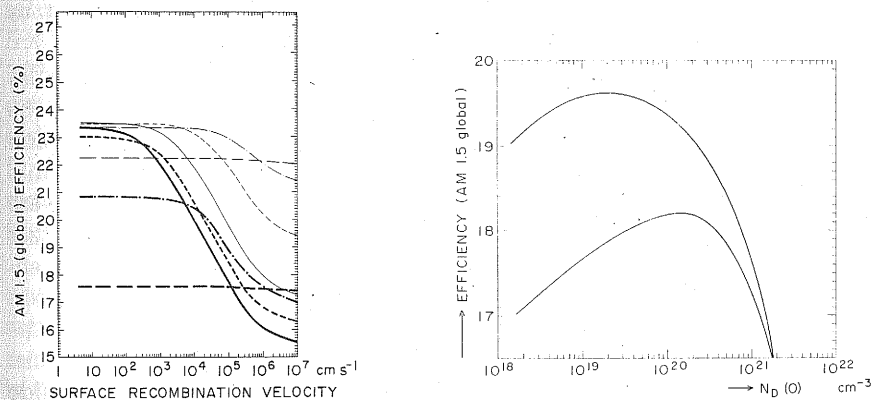 AM 1.5 (global) EFFICIENCY (%)
27
26
25
24
23
22
21
20
19
18
17
16
15
1 10 10² 10³ 10⁴ 10⁵ 10⁶ 10⁷ cm s⁻¹
SURFACE RECOMBINATION VELOCITY
EFFICIENCY (AM 1.5 global)
20
19
18
17
10¹⁸ 10¹⁹ 10²⁰ 10²¹ 10²²
N_D (0) cm⁻³